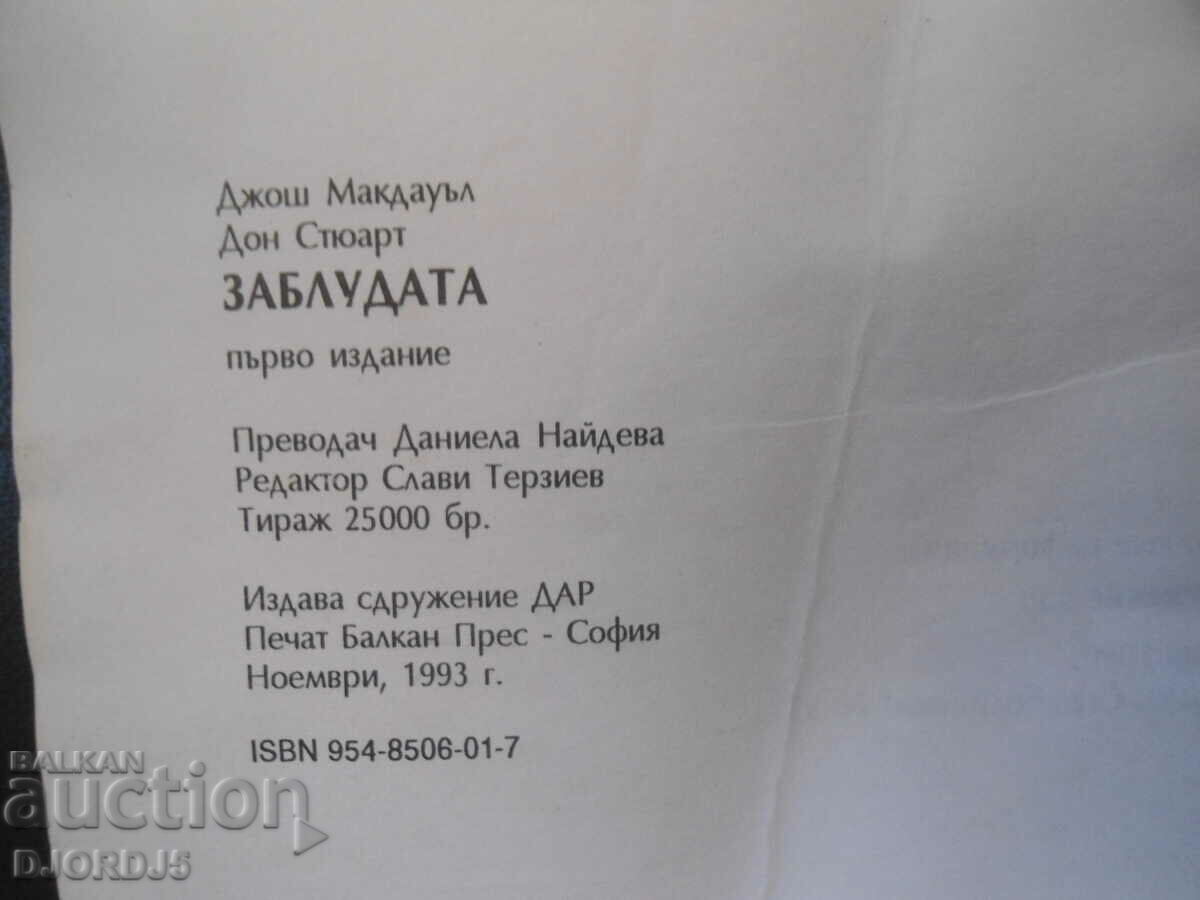 Джош Макдауъл
Дон Стюарт
ЗАБЛУДАТА
първо издание
Преводач Даниела Найдева
Редактор Слави Терзиев
Тираж 25000 бр.
Издава сдружение ДАР
Печат Балкан Прес - София
Ноември, 1993 г.
ISBN 954-8506-01-7
BALKAN
auction
DJORDJ5